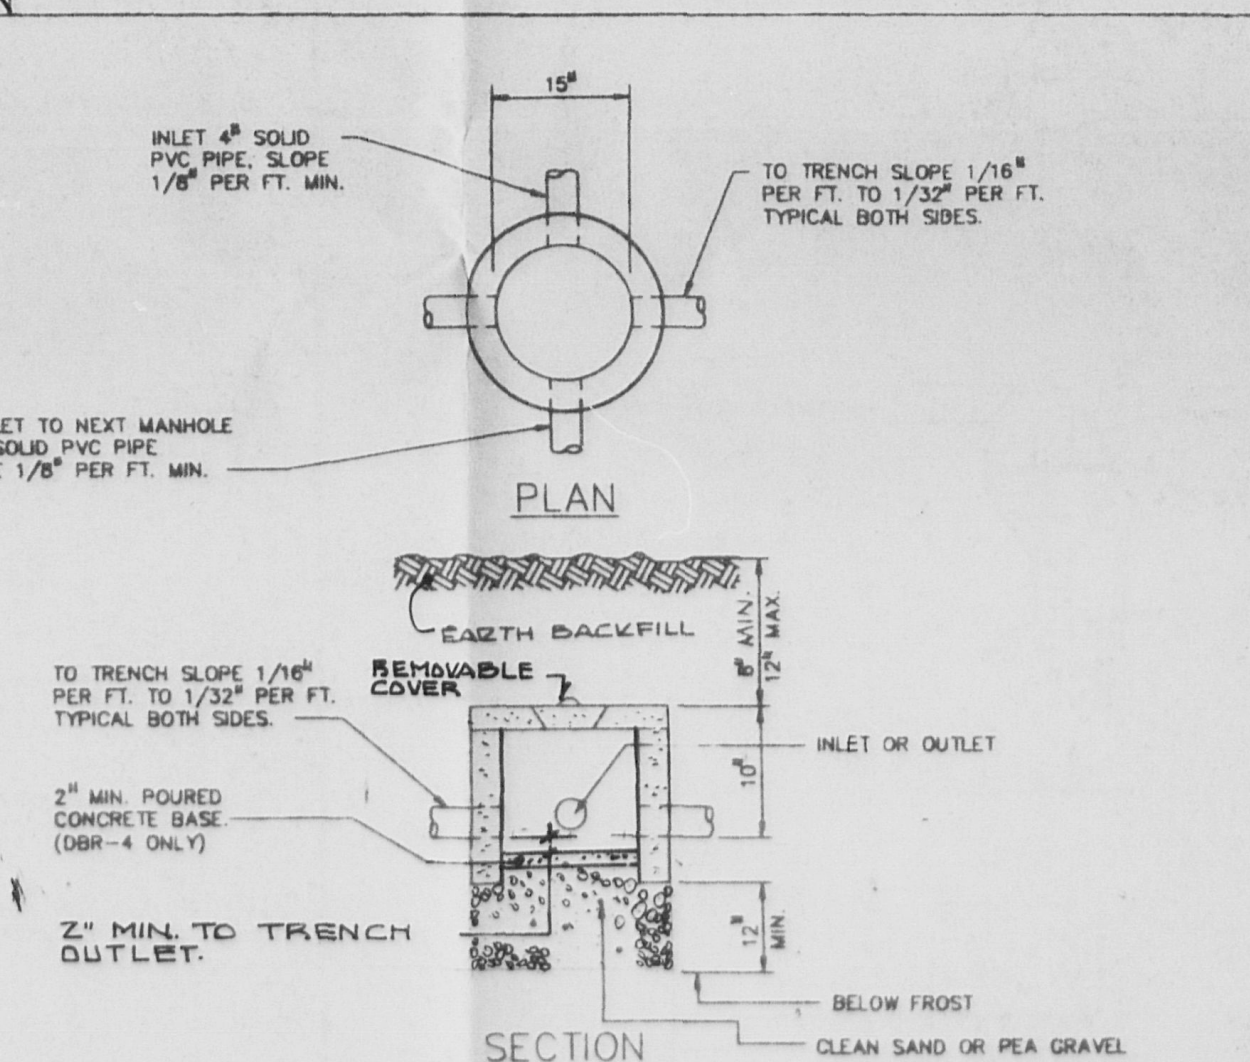 15"
INLET 4" SOLID
PVC PIPE, SLOPE
1/8" PER FT. MIN.
TO TRENCH SLOPE 1/16"
PER FT. TO 1/32" PER FT.
TYPICAL BOTH SIDES.
ET TO NEXT MANHOLE
SOLID PVC PIPE
1/8" PER FT. MIN.
PLAN
EARTH BACKFILL
8" MIN.
12" MAX.
TO TRENCH SLOPE 1/16"
PER FT. TO 1/32" PER FT.
TYPICAL BOTH SIDES.
REMOVABLE
COVER
INLET OR OUTLET
10"
2" MIN. POURED
CONCRETE BASE.
(DBR-4 ONLY)
2" MIN. TO TRENCH
OUTLET.
12"
MIN.
BELOW FROST
CLEAN SAND OR PEA GRAVEL
SECTION